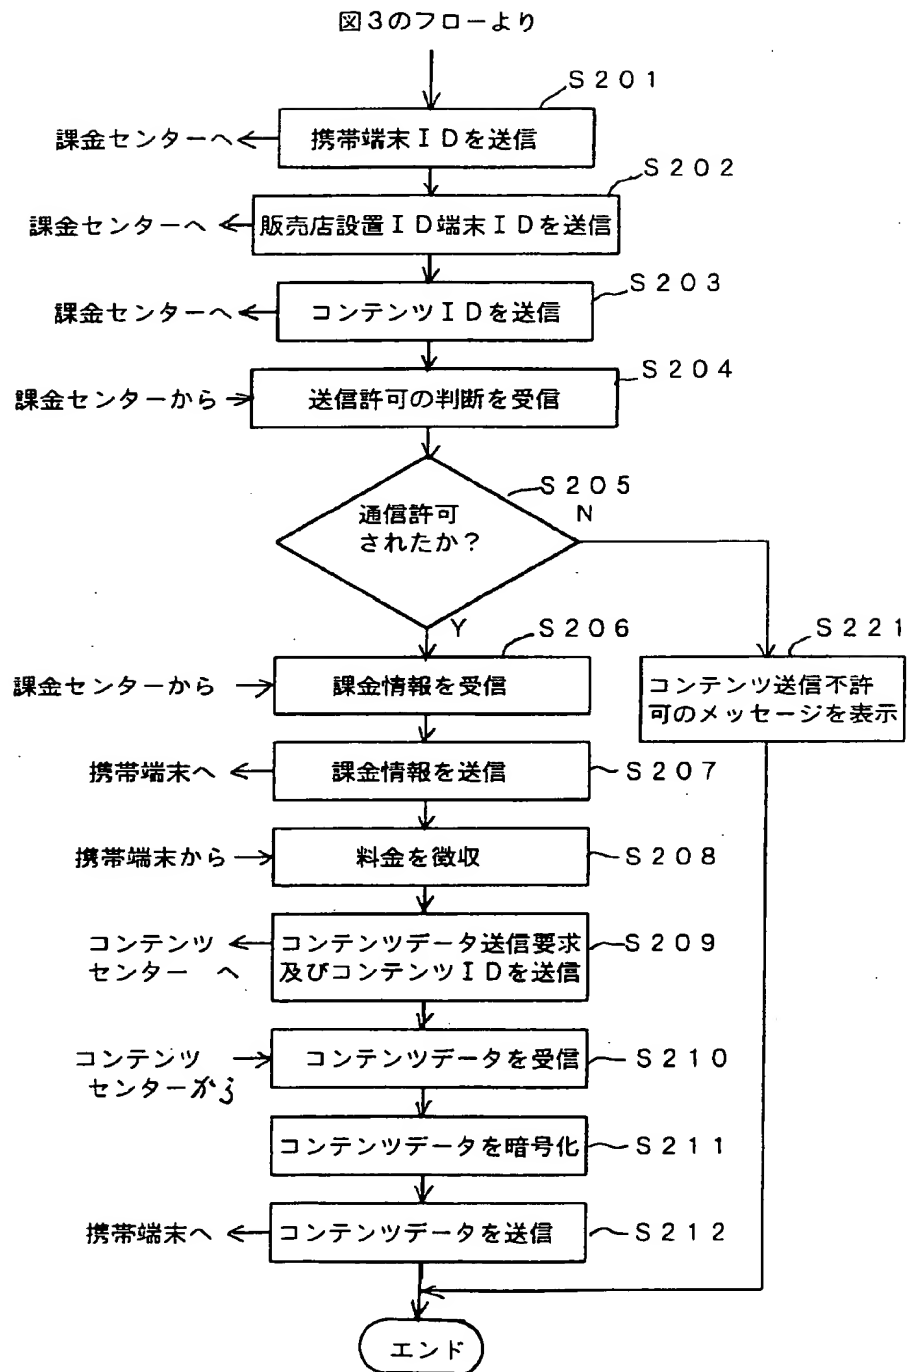 図3のフローより
S201
課金センターへ
携帯端末IDを送信
S202
課金センターへ
販売店設置ID端末IDを送信
S203
課金センターへ
コンテンツIDを送信
S204
課金センターから
送信許可の判断を受信
S205
通信許可
されたか?
N
Y
S206
課金センターから
課金情報を受信
S221
コンテンツ送信不許
可のメッセージを表示
携帯端末へ
課金情報を送信
S207
携帯端末から
料金を徴収
S208
コンテンツ
センター へ
コンテンツデータ送信要求
及びコンテンツIDを送信
S209
コンテンツ
センターから
コンテンツデータを受信
S210
コンテンツデータを暗号化
S211
携帯端末へ
コンテンツデータを送信
S212
エンド